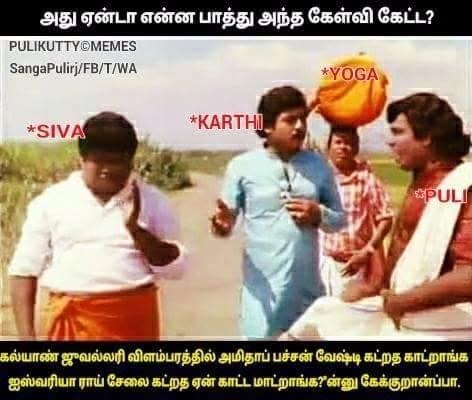 அது ஏன்டா என்ன பாத்து அந்த கேள்வி கேட்ட?
PULIKUTTY©MEMES
SangaPulirj/FB/T/WA
*YOGA
*KARTHI
*SIVA
*PULI
கல்யாண் ஜுவல்லரி விளம்பரத்தில் அமிதாப் பச்சன் வேஷ்டி கட்றத காட்றாங்க
ஐஸ்வரியா ராய் சேலை கட்றத ஏன் காட்ட மாட்றாங்க?"ன்னு கேக்குறான்ப்பா.